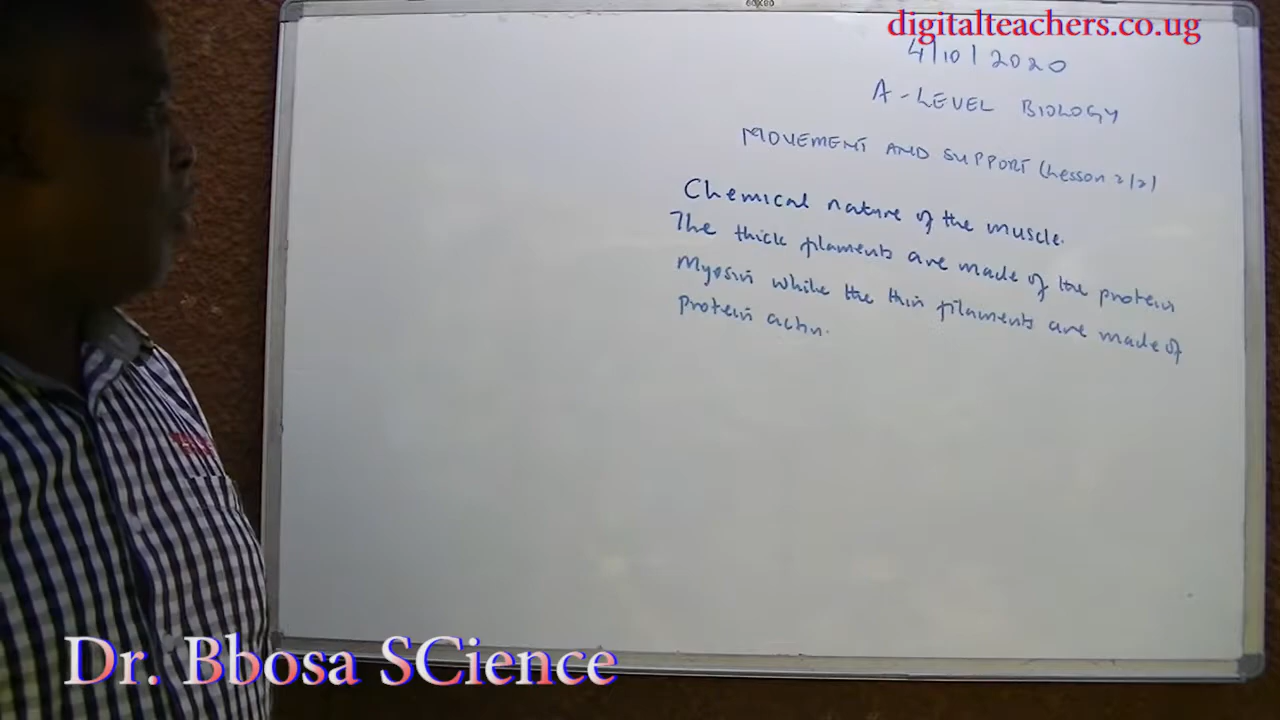 60x80
digitalteachers.co.ug
4/10/2020
A-LEVEL BIOLOGY
MOVEMENT AND SUPPORT (Lesson 2/2)
Chemical nature of the muscle.
The thick filaments are made of the protein
Myosin while the thin filaments are made of
protein actin.
Dr. Bbosa SCience